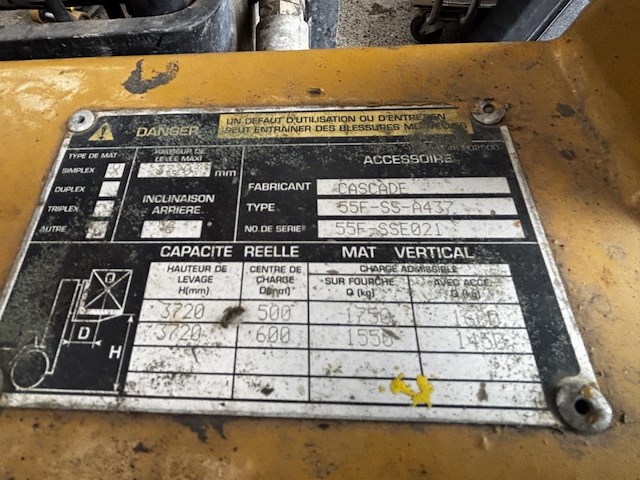 DANGER
UN DEFAUT D'UTILISATION OU D'ENTRETIEN
PEUT ENTRAINER DES BLESSURES
TYPE DE MAT
SIMPLEX X
DUPLEX
TRIPLEX
AUTRE
HAUTEUR DE
LEVEE MAXI
mm
INCLINAISON
ARRIERE
6
ACCESSOIRE
FABRICANT CASCADE
TYPE 55F-SS-A437
NO. DE SERIE 55F SSE021
CAPACITE REELLE MAT VERTICAL
HAUTEUR DE
LEVAGE
H(mm)
CENTRE DE
CHARGE
D(mm)
CHARGE ADMISSIBLE
SUR FOURCHE
Q (kg)
AVEC ACCE.
Q (kg)
3720 500 1750 1600
3720 600 1550 1450
Q
D
H